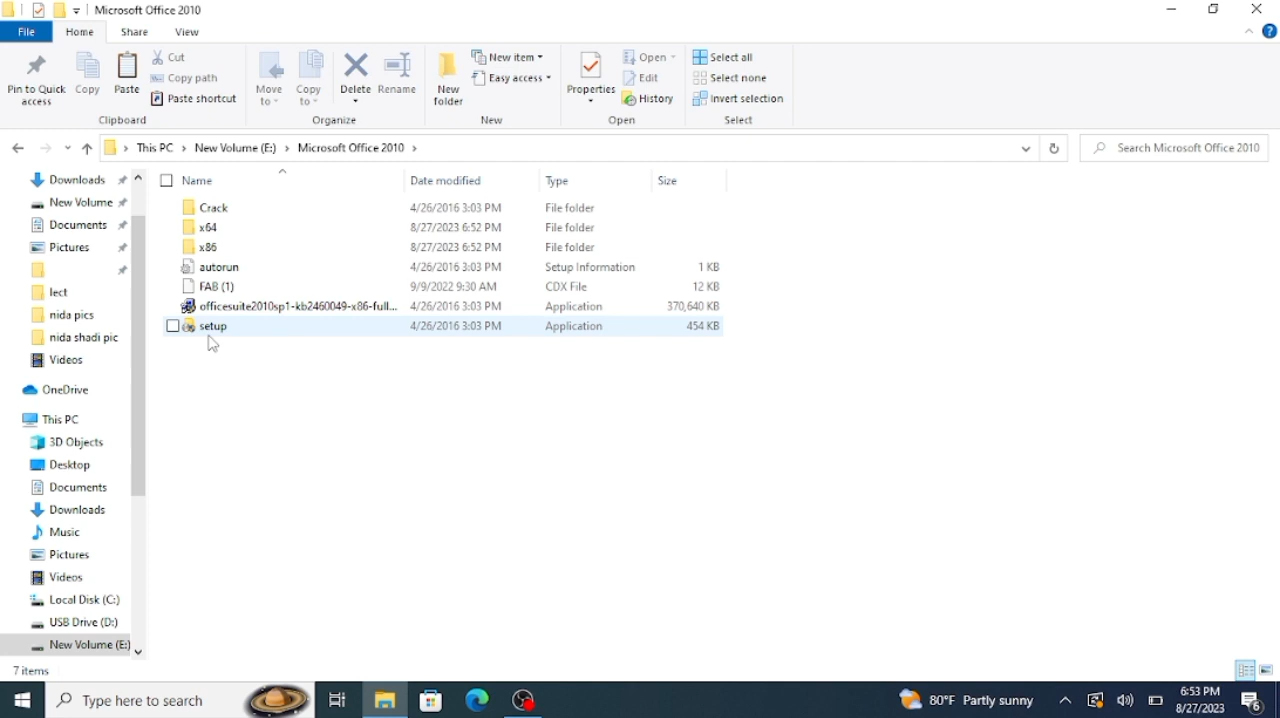 Microsoft Office 2010
File Home Share View
Pin to Quick access
Copy
Paste
Cut
Copy path
Paste shortcut
Clipboard
Move to
Copy to
Delete
Rename
Organize
New folder
New item
Easy access
New
Properties
Open
Edit
History
Open
Select all
Select none
Invert selection
Select
This PC New Volume (E:) Microsoft Office 2010
Search Microsoft Office 2010
Downloads
New Volume
Documents
Pictures
lect
nida pics
nida shadi pic
Videos
OneDrive
This PC
3D Objects
Desktop
Documents
Downloads
Music
Pictures
Videos
Local Disk (C:)
USB Drive (D:)
New Volume (E:)
Name Date modified Type Size
Crack 4/26/2016 3:03 PM File folder
x64 8/27/2023 6:52 PM File folder
x86 8/27/2023 6:52 PM File folder
autorun 4/26/2016 3:03 PM Setup Information 1 KB
FAB (1) 9/9/2022 9:30 AM CDX File 12 KB
officesuite2010sp1-kb2460049-x86-full... 4/26/2016 3:03 PM Application 370,640 KB
setup 4/26/2016 3:03 PM Application 454 KB
7 items
Type here to search
80°F Partly sunny
6:53 PM
8/27/2023
6